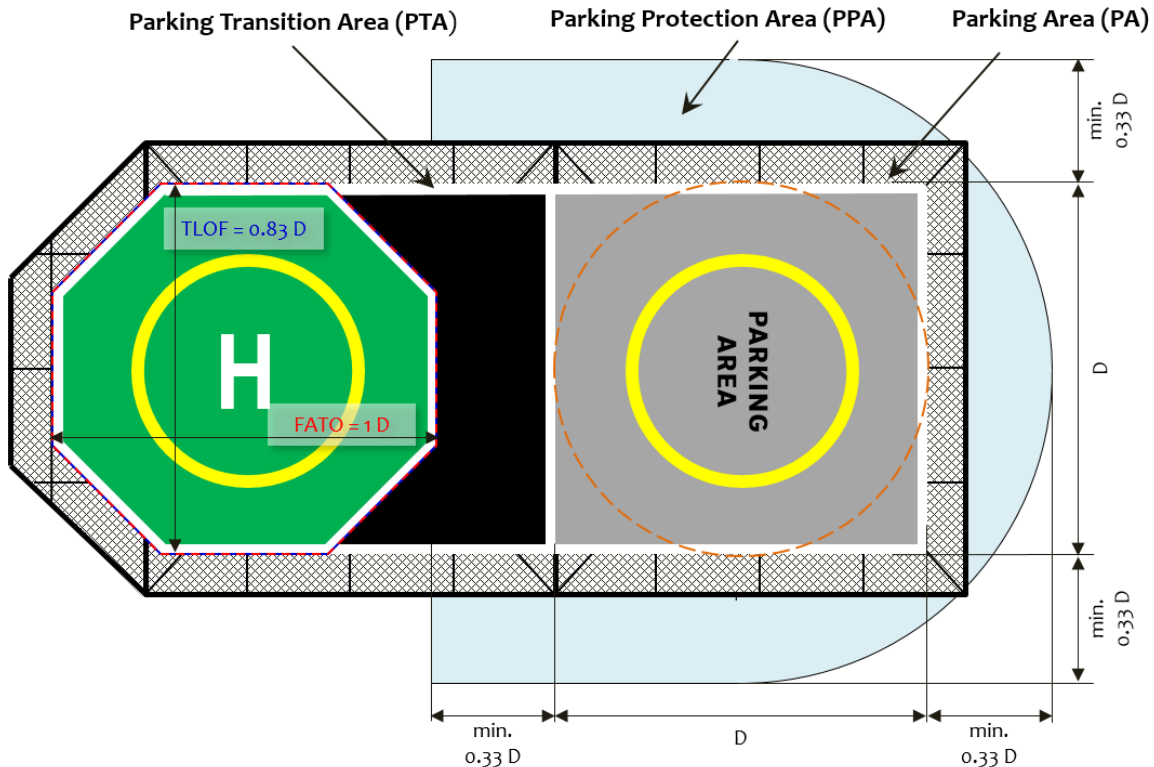 Parking Transition Area (PTA)
Parking Protection Area (PPA)
Parking Area (PA)
min.
0.33 D
TLOF = 0.83 D
H
FATO = 1 D
PARKING
AREA
D
min.
0.33 D
min.
0.33 D
D
min.
0.33 D